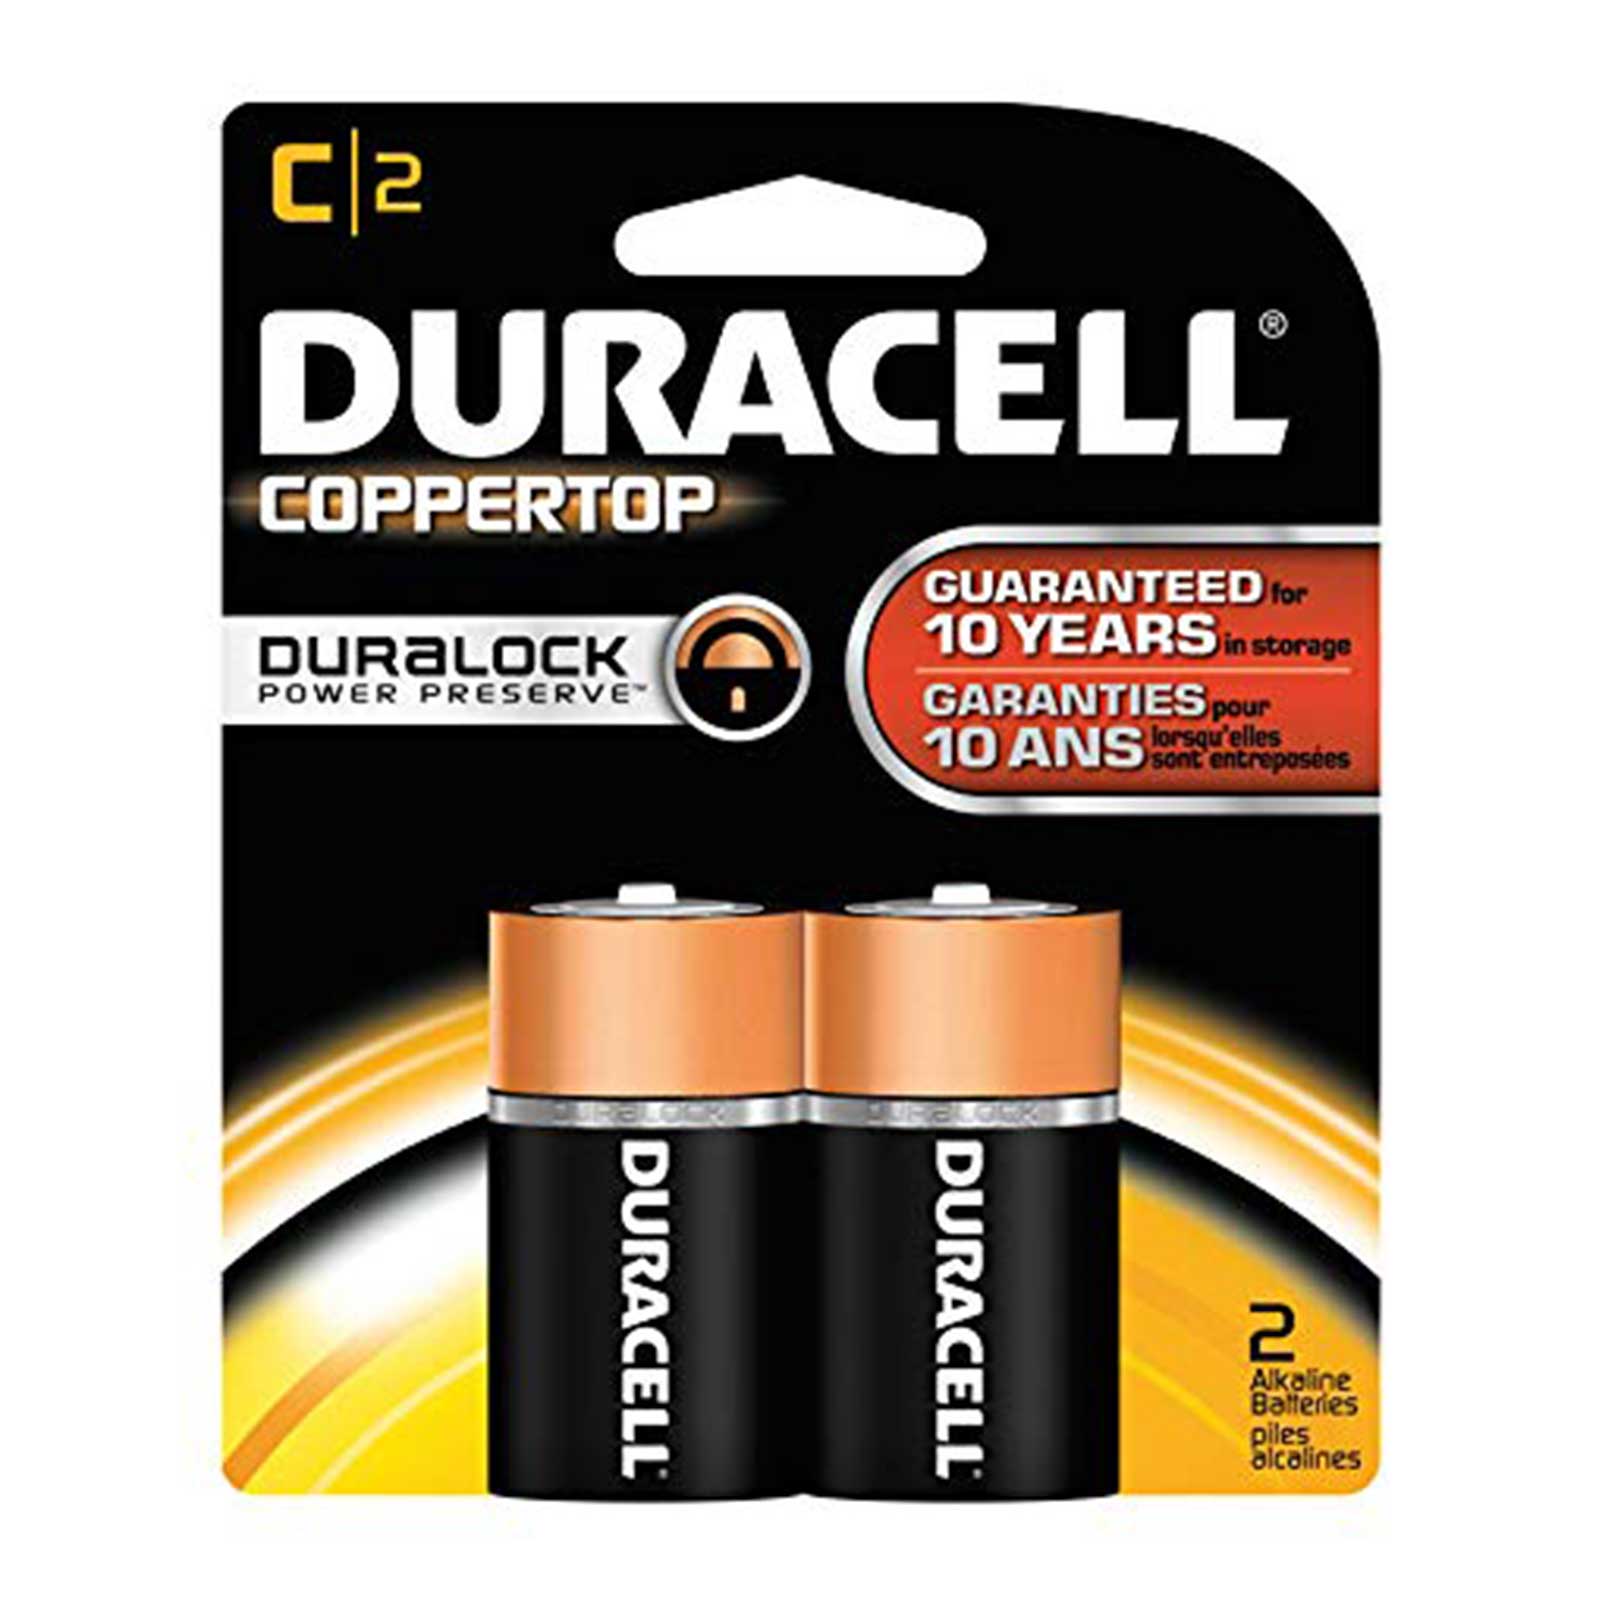 C|2
DURACELL®
COPPERTOP
DURALOCK
POWER PRESERVE™
GUARANTEED for
10 YEARS in storage
GARANTIES pour
10 ANS lorsqu'elles
sont entreposées
DURALOCK
DURALOCK
DURACELL
DURACELL
2
Alkaline
Batteries
piles
alcalines